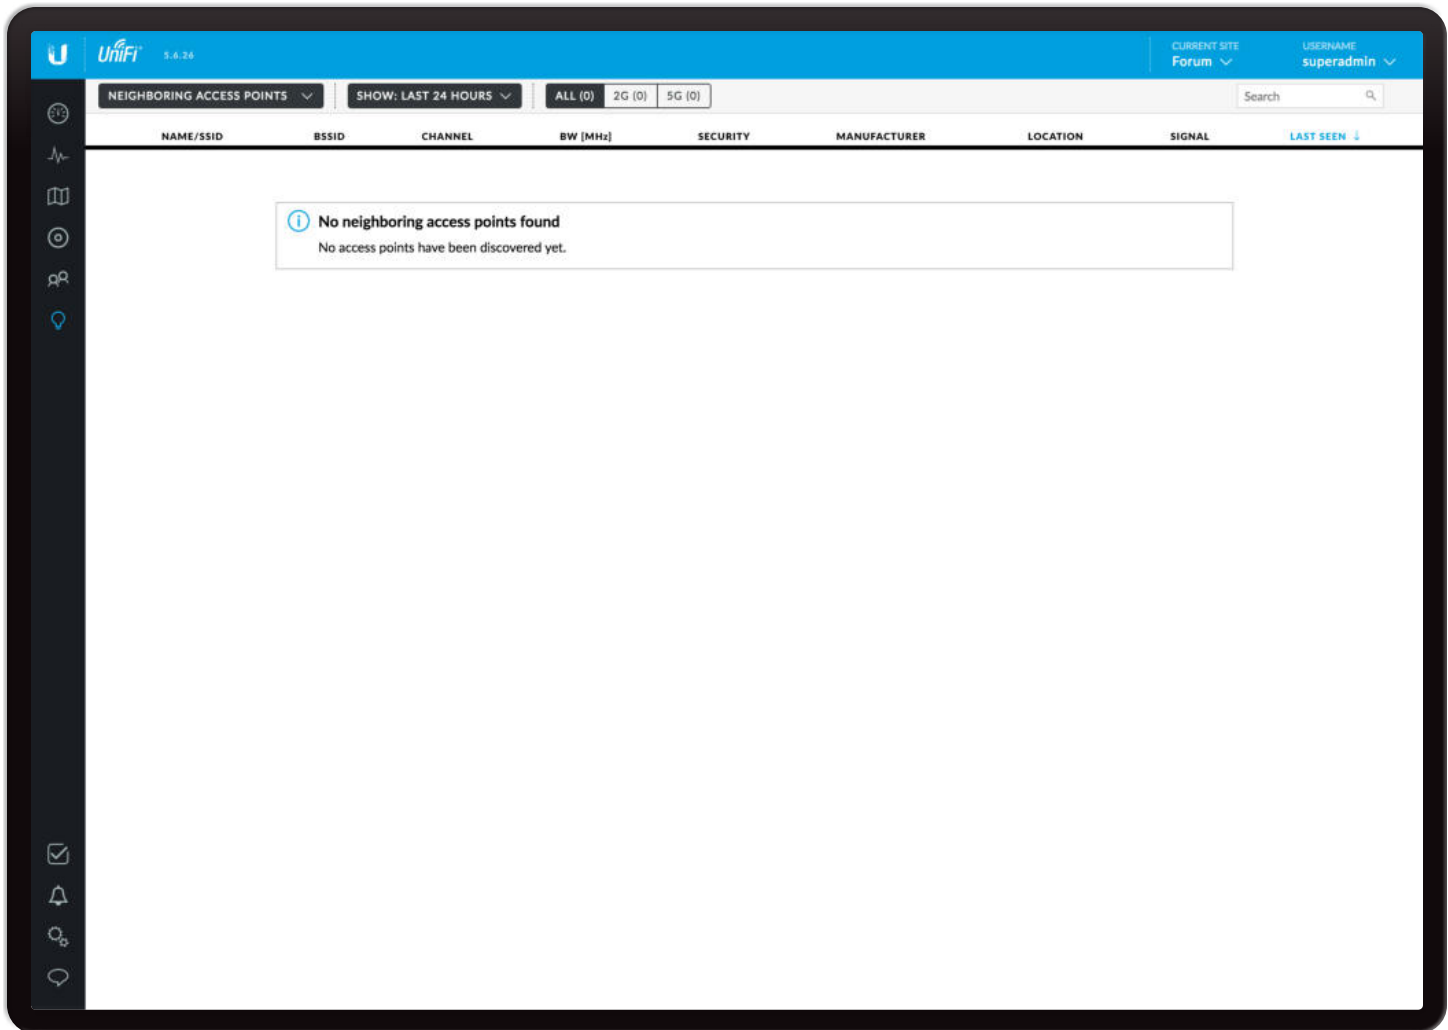 UniFi 5.6.26
CURRENT SITE
Forum
USERNAME
superadmin
NEIGHBORING ACCESS POINTS
SHOW: LAST 24 HOURS
ALL (0) 2G (0) 5G (0)
Search
NAME/SSID BSSID CHANNEL BW [MHz] SECURITY MANUFACTURER LOCATION SIGNAL LAST SEEN ↓
No neighboring access points found
No access points have been discovered yet.